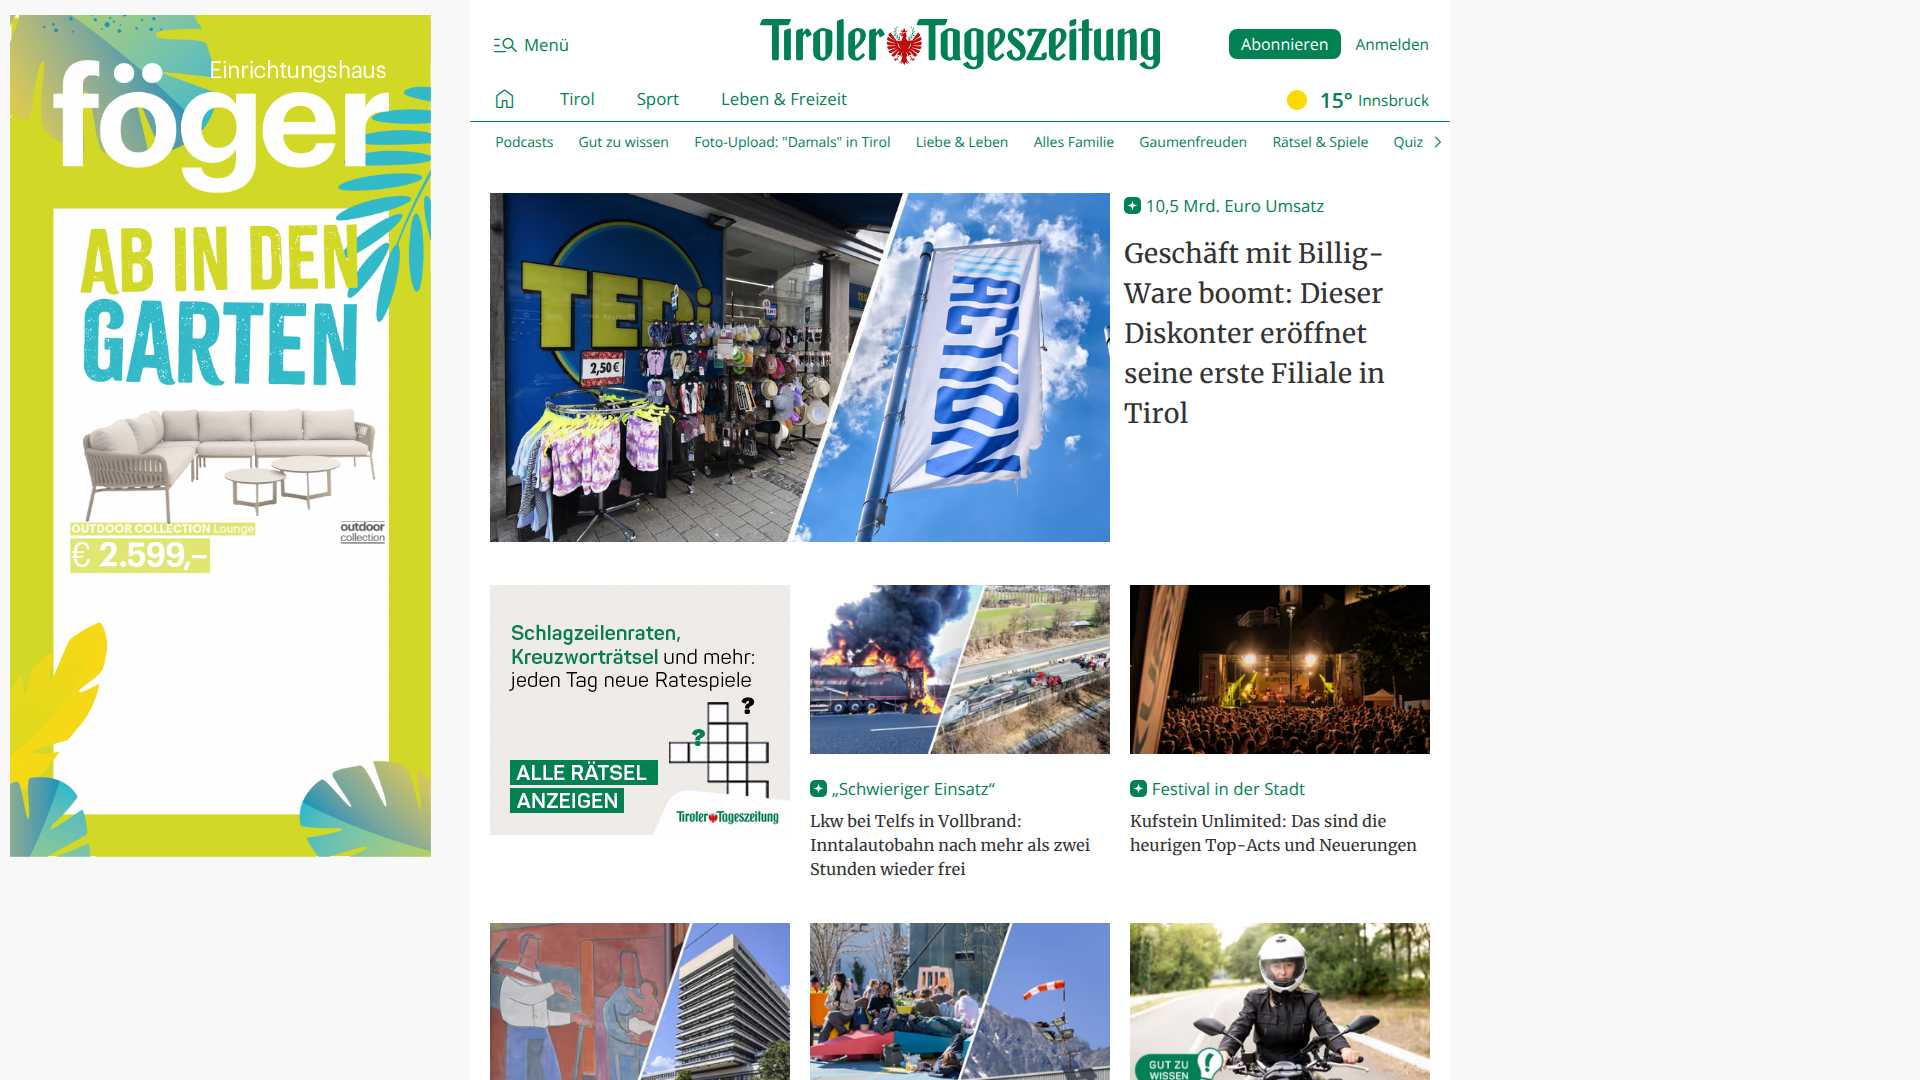 Einrichtungshaus
föger
AB IN DEN
GARTEN
OUTDOOR COLLECTION Lounge
€ 2.599,–
outdoor
collection
Menü
Tiroler Tageszeitung
Abonnieren
Anmelden
Tirol
Sport
Leben & Freizeit
15° Innsbruck
Podcasts
Gut zu wissen
Foto-Upload: "Damals" in Tirol
Liebe & Leben
Alles Familie
Gaumenfreuden
Rätsel & Spiele
Quiz
TEDi
2,50 €
ACTION
10,5 Mrd. Euro Umsatz
Geschäft mit Billig-
Ware boomt: Dieser
Diskonter eröffnet
seine erste Filiale in
Tirol
Schlagzeilenraten,
Kreuzworträtsel und mehr:
jeden Tag neue Ratespiele
?
?
ALLE RÄTSEL
ANZEIGEN
Tiroler Tageszeitung
„Schwieriger Einsatz“
Lkw bei Telfs in Vollbrand:
Inntalautobahn nach mehr als zwei
Stunden wieder frei
Festival in der Stadt
Kufstein Unlimited: Das sind die
heurigen Top-Acts und Neuerungen
GUT ZU
WISSEN